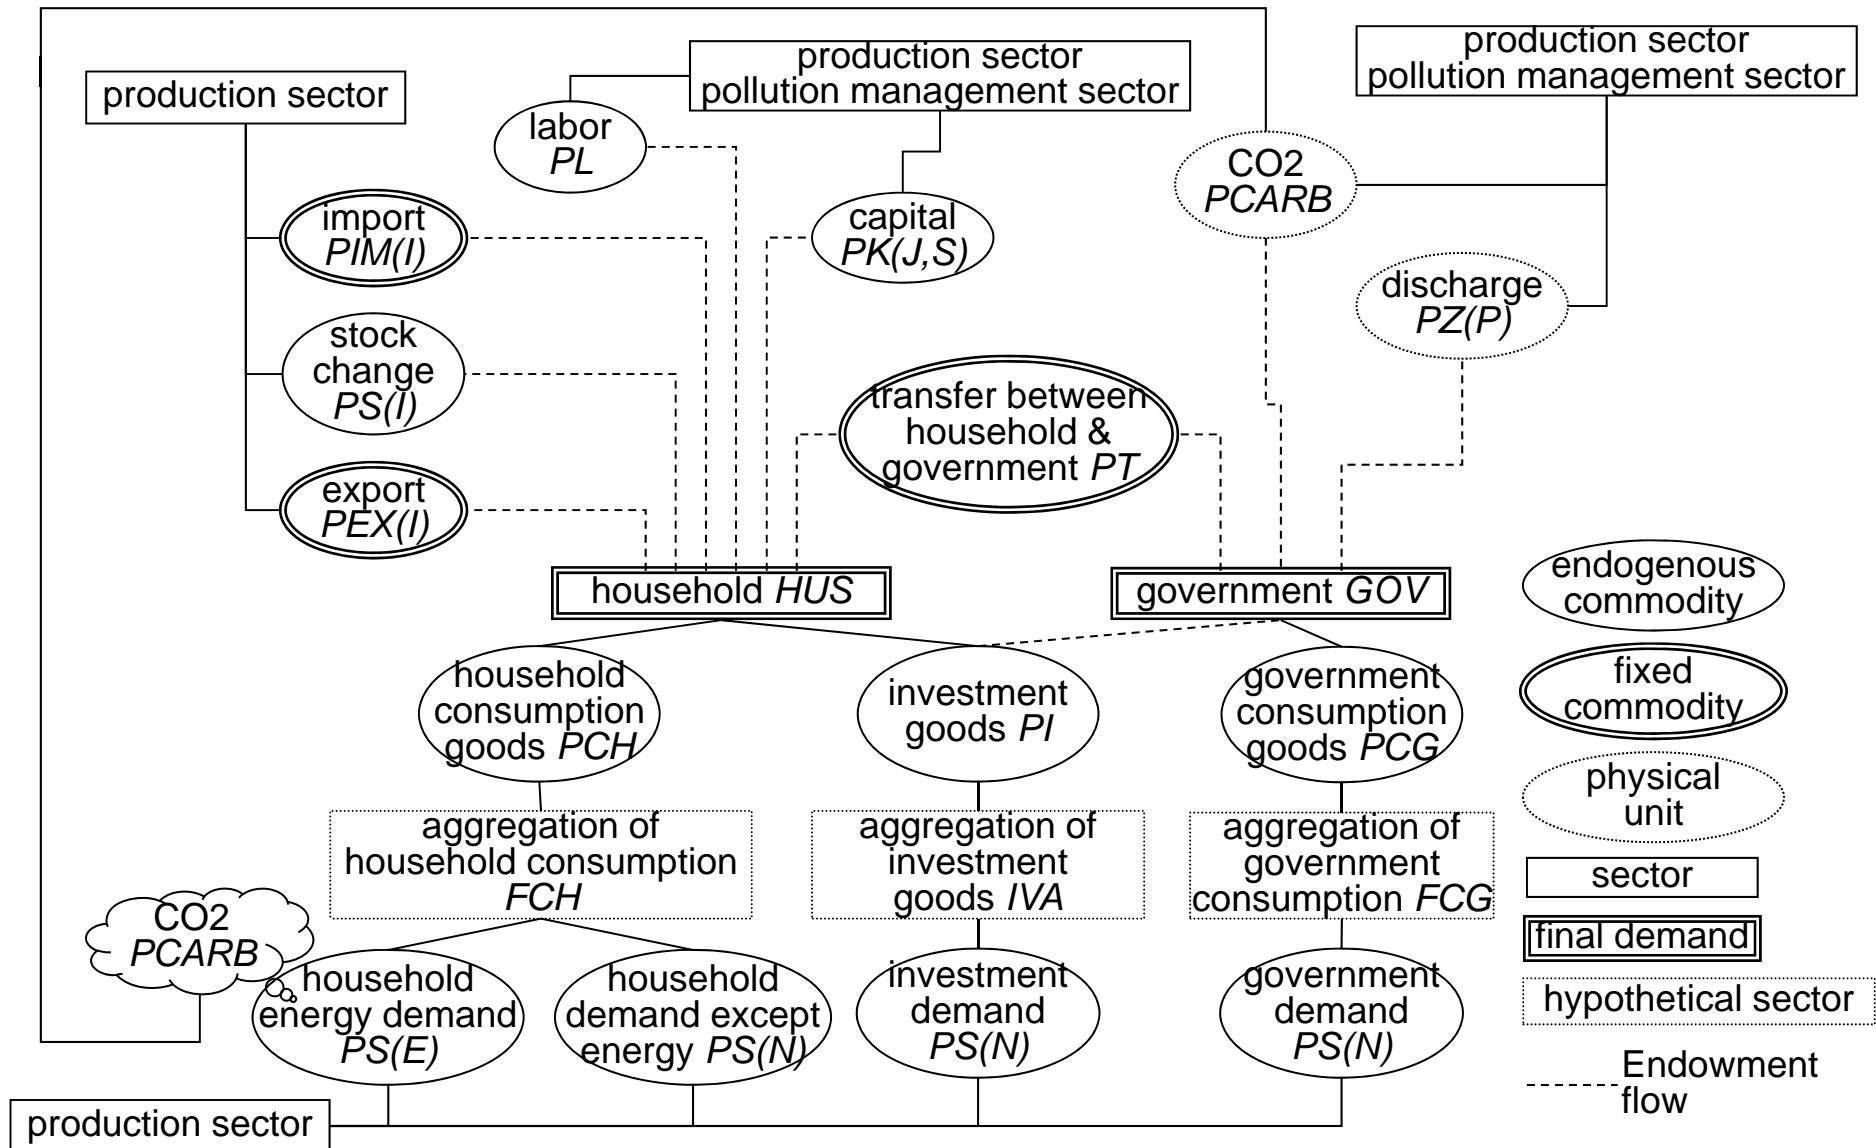 production sector
pollution management sector
production sector
pollution management sector
production sector
labor
PL
CO2
PCARB
import
PIM(I)
capital
PK(J,S)
discharge
PZ(P)
stock
change
PS(I)
transfer between
household &
government PT
export
PEX(I)
household HUS
government GOV
endogenous
commodity
fixed
commodity
physical
unit
sector
final demand
hypothetical sector
Endowment
flow
household
consumption
goods PCH
investment
goods PI
government
consumption
goods PCG
aggregation of
household consumption
FCH
aggregation of
investment
goods IVA
aggregation of
government
consumption FCG
CO2
PCARB
household
energy demand
PS(E)
household
demand except
energy PS(N)
investment
demand
PS(N)
government
demand
PS(N)
production sector